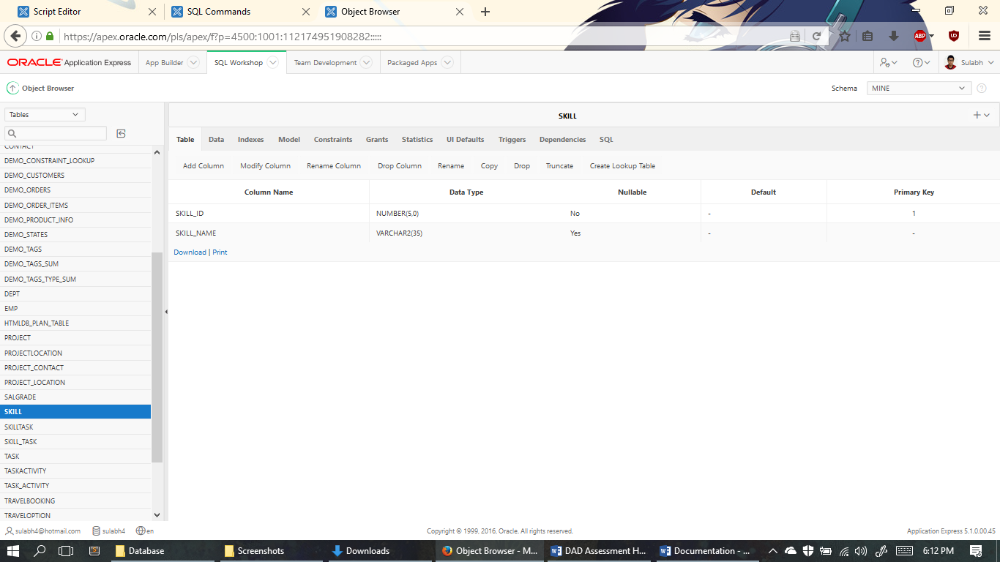 Script Editor
SQL Commands
Object Browser
https://apex.oracle.com/pls/apex/f?p=4500:1001:112174951908282:::::
ABP
ORACLE Application Express
App Builder
SQL Workshop
Team Development
Packaged Apps
Sulabh
Object Browser
Schema
MINE
Tables
SKILL
CONTACT
DEMO_CONSTRAINT_LOOKUP
DEMO_CUSTOMERS
DEMO_ORDERS
DEMO_ORDER_ITEMS
DEMO_PRODUCT_INFO
DEMO_STATES
DEMO_TAGS
DEMO_TAGS_SUM
DEMO_TAGS_TYPE_SUM
DEPT
EMP
HTMLDB_PLAN_TABLE
PROJECT
PROJECTLOCATION
PROJECT_CONTACT
PROJECT_LOCATION
SALGRADE
SKILL
SKILLTASK
SKILL_TASK
TASK
TASKACTIVITY
TASK_ACTIVITY
TRAVELBOOKING
TRAVELOPTION
Table Data Indexes Model Constraints Grants Statistics UI Defaults Triggers Dependencies SQL
Add Column Modify Column Rename Column Drop Column Rename Copy Drop Truncate Create Lookup Table
Column Name Data Type Nullable Default Primary Key
SKILL_ID NUMBER(5,0) No - 1
SKILL_NAME VARCHAR2(35) Yes - -
Download | Print
sulabh4@hotmail.com sulabh4 en
Copyright © 1999, 2016, Oracle. All rights reserved.
Application Express 5.1.0.00.45
Database
Screenshots
Downloads
Object Browser - M...
DAD Assessment H...
Documentation - ...
6:12 PM